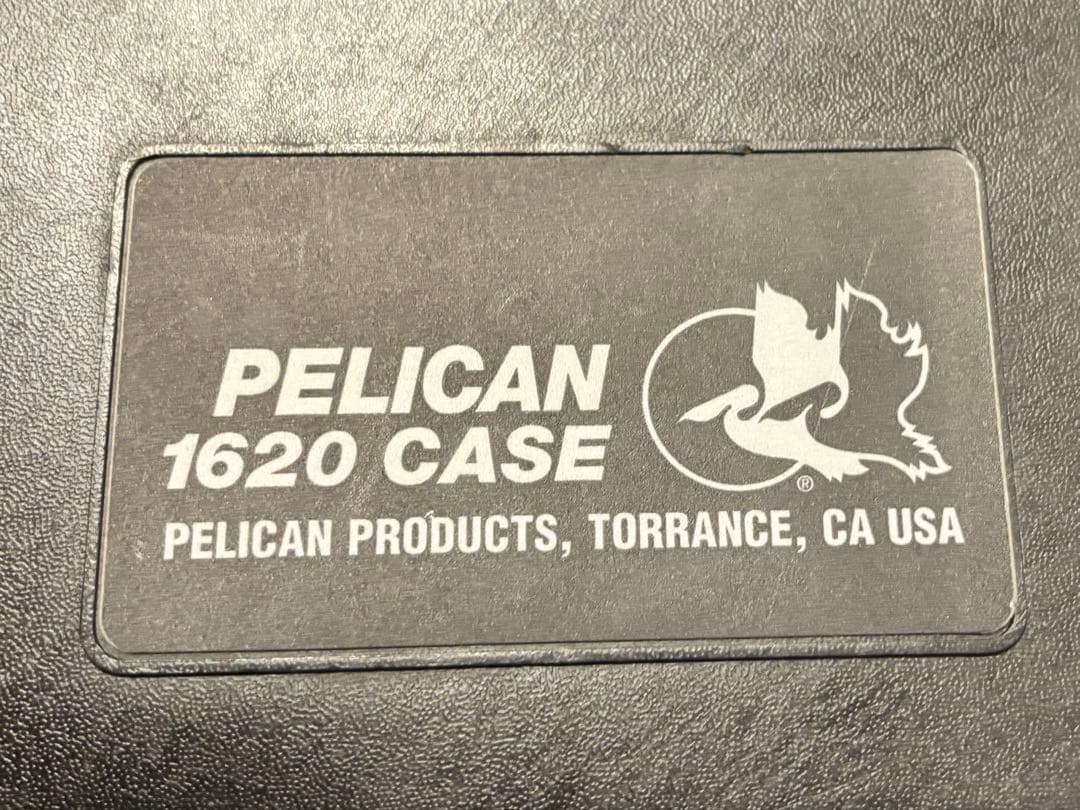 PELICAN
1620 CASE
®
PELICAN PRODUCTS, TORRANCE, CA USA